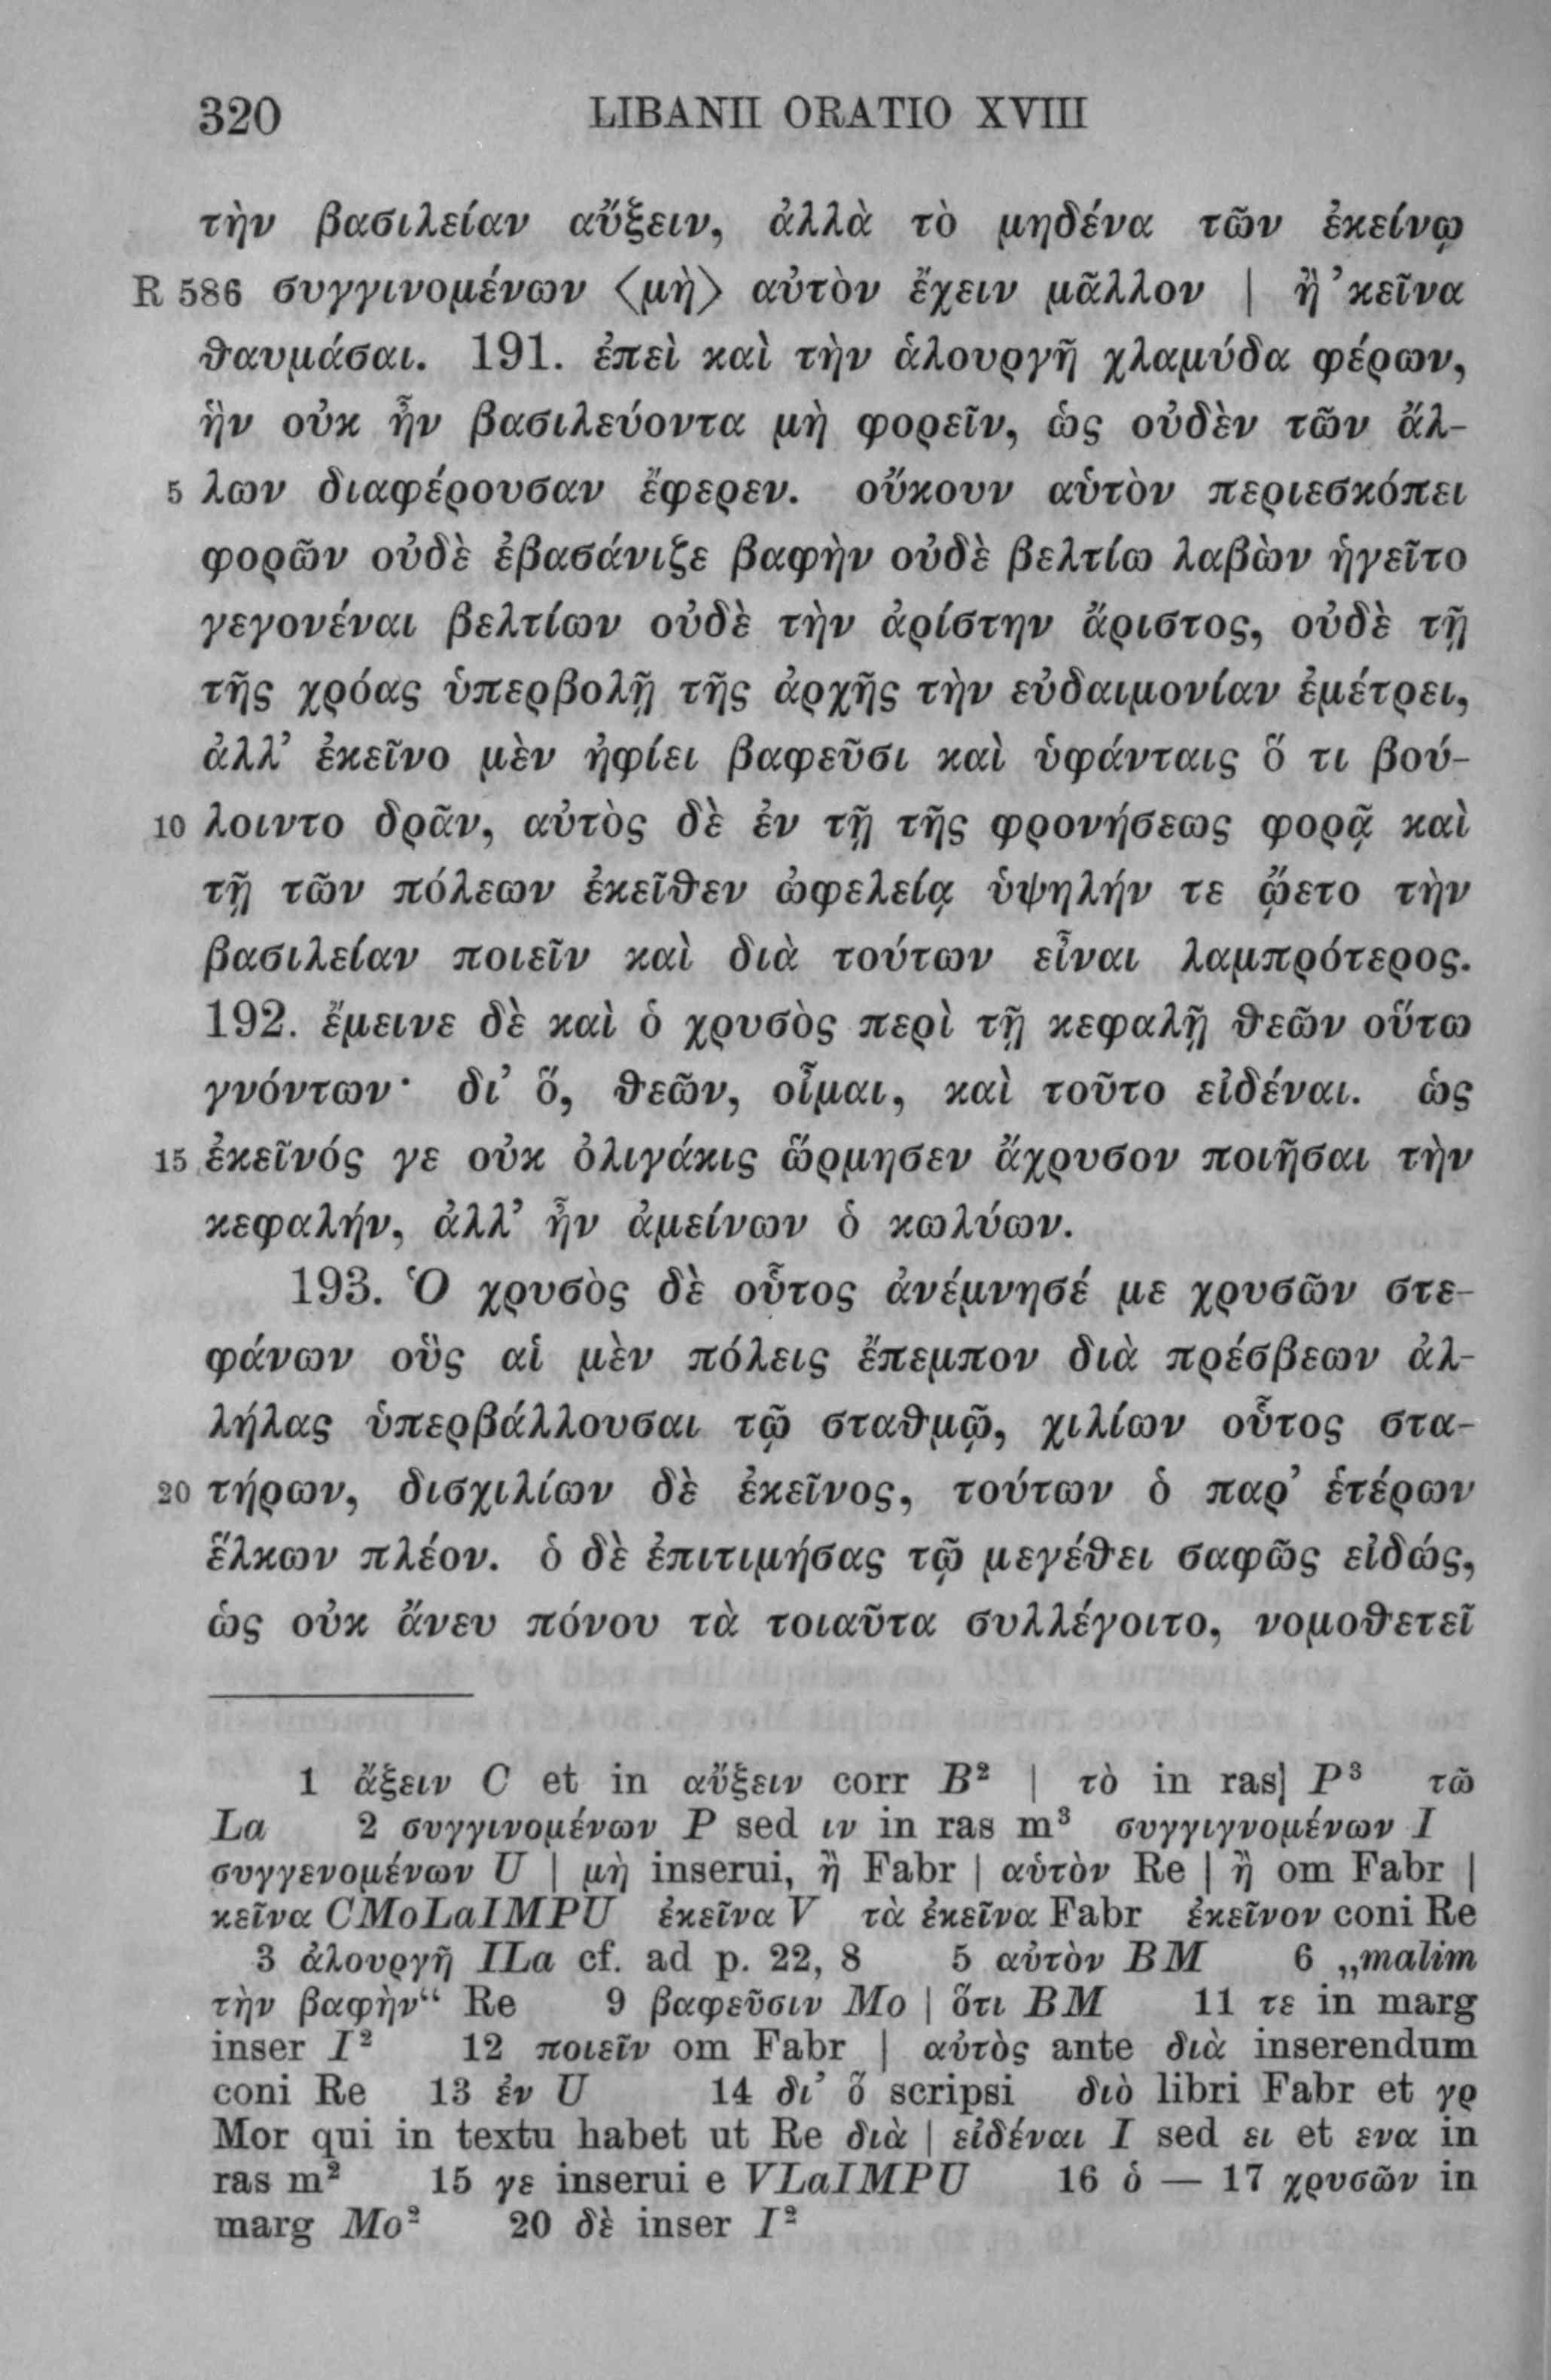 320 LIBANII ORATIO XVIII
τὴν βασιλείαν αὔξειν, ἀλλὰ τὸ μηδένα τῶν ἐκείνῳ
R 586 συγγινομένων ⟨μὴ⟩ αὐτὸν ἔχειν μᾶλλον | ἢ ’κεῖνα
θαυμάσαι. 191. ἐπεὶ καὶ τὴν ἁλουργῆ χλαμύδα φέρων,
ἣν οὐκ ἦν βασιλεύοντα μὴ φορεῖν, ὡς οὐδὲν τῶν ἄλ-
5 λων διαφέρουσαν ἔφερεν. οὔκουν αὑτὸν περιεσκόπει
φορῶν οὐδὲ ἐβασάνιζε βαφὴν οὐδὲ βελτίω λαβὼν ἡγεῖτο
γεγονέναι βελτίων οὐδὲ τὴν ἀρίστην ἄριστος, οὐδὲ τῇ
τῆς χρόας ὑπερβολῇ τῆς ἀρχῆς τὴν εὐδαιμονίαν ἐμέτρει,
ἀλλ’ ἐκεῖνο μὲν ἠφίει βαφεῦσι καὶ ὑφάνταις ὅ τι βού-
10 λοιντο δρᾶν, αὐτὸς δὲ ἐν τῇ τῆς φρονήσεως φορᾷ καὶ
τῇ τῶν πόλεων ἐκεῖθεν ὠφελείᾳ ὑψηλήν τε ᾤετο τὴν
βασιλείαν ποιεῖν καὶ διὰ τούτων εἶναι λαμπρότερος.
192. ἔμεινε δὲ καὶ ὁ χρυσὸς περὶ τῇ κεφαλῇ θεῶν οὕτω
γνόντων· δι’ ὅ, θεῶν, οἶμαι, καὶ τοῦτο εἰδέναι. ὡς
15 ἐκεῖνός γε οὐκ ὀλιγάκις ὥρμησεν ἄχρυσον ποιῆσαι τὴν
κεφαλήν, ἀλλ’ ἦν ἀμείνων ὁ κωλύων.
193. Ὁ χρυσὸς δὲ οὗτος ἀνέμνησέ με χρυσῶν στε-
φάνων οὓς αἱ μὲν πόλεις ἔπεμπον διὰ πρέσβεων ἀλ-
λήλας ὑπερβάλλουσαι τῷ σταθμῷ, χιλίων οὗτος στα-
20 τήρων, δισχιλίων δὲ ἐκεῖνος, τούτων ὁ παρ’ ἑτέρων
ἕλκων πλέον. ὁ δὲ ἐπιτιμήσας τῷ μεγέθει σαφῶς εἰδώς,
ὡς οὐκ ἄνευ πόνου τὰ τοιαῦτα συλλέγοιτο, νομοθετεῖ
1 ἄξειν C et in αὔξειν corr B² | τὸ in ras] P³ τῶ
La 2 συγγινομένων P sed ιν in ras m³ συγγιγνομένων I
συγγενομένων U | μὴ inserui, ἢ Fabr | αὑτὸν Re | ἢ om Fabr |
κεῖνα CMoLaIMPU ἐκεῖνα V τὰ ἐκεῖνα Fabr ἐκεῖνον coni Re
3 ἀλουργῆ ILa cf. ad p. 22, 8 5 αὐτὸν BM 6 „malim
τὴν βαφὴν“ Re 9 βαφεῦσιν Mo | ὅτι BM 11 τε in marg
inser I² 12 ποιεῖν om Fabr | αὐτὸς ante διὰ inserendum
coni Re 13 ἐν U 14 δι’ ὅ scripsi διὸ libri Fabr et γρ
Mor qui in textu habet ut Re διὰ | εἰδέναι I sed ει et ενα in
ras m² 15 γε inserui e VLaIMPU 16 ὁ — 17 χρυσῶν in
marg Mo² 20 δὲ inser I²